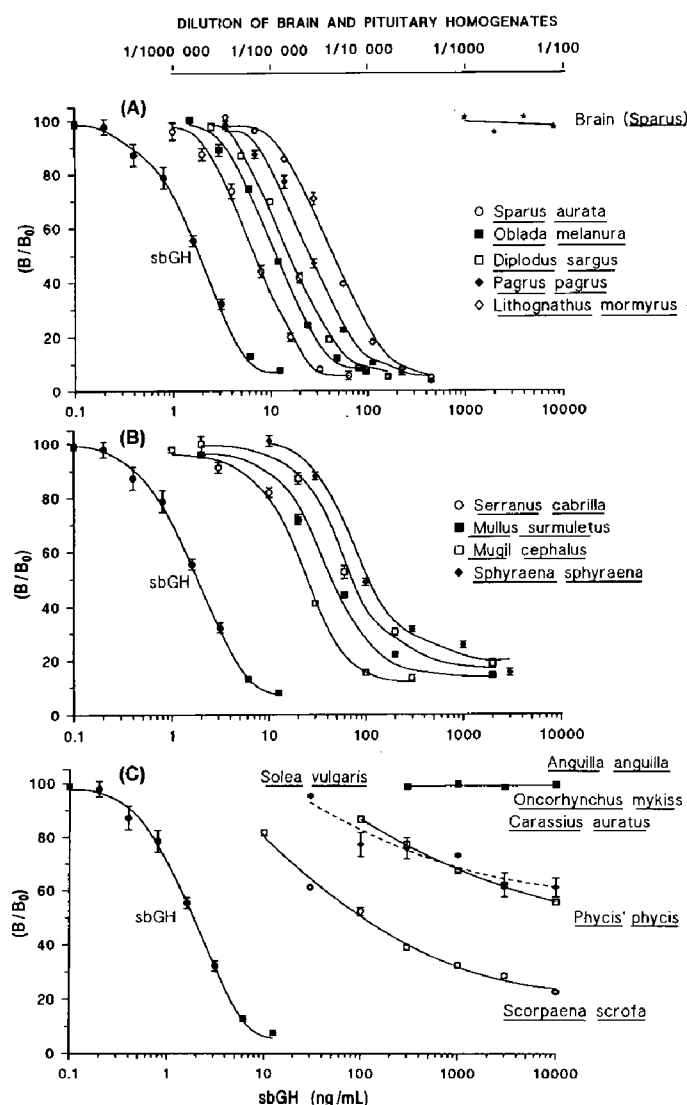 DILUTION OF BRAIN AND PITUITARY HOMOGENATES
1/1000 000 1/100 000 1/10 000 1/1000 1/100
(A)
100
80
60
40
20
0
(B/B0)
sbGH
Brain (Sparus)
Sparus aurata
Oblada melanura
Diplodus sargus
Pagrus pagrus
Lithognathus mormyrus
0.1 1 10 100 1000 10000
(B)
100
80
60
40
20
0
(B/B0)
sbGH
Serranus cabrilla
Mullus surmuletus
Mugil cephalus
Sphyraena sphyraena
0.1 1 10 100 1000 10000
(C)
100
80
60
40
20
0
(B/B0)
sbGH
Solea vulgaris
Anguilla anguilla
Oncorhynchus mykiss
Carassius auratus
Phycis' phycis
Scorpaena scrofa
0.1 1 10 100 1000 10000
sbGH (ng/mL)